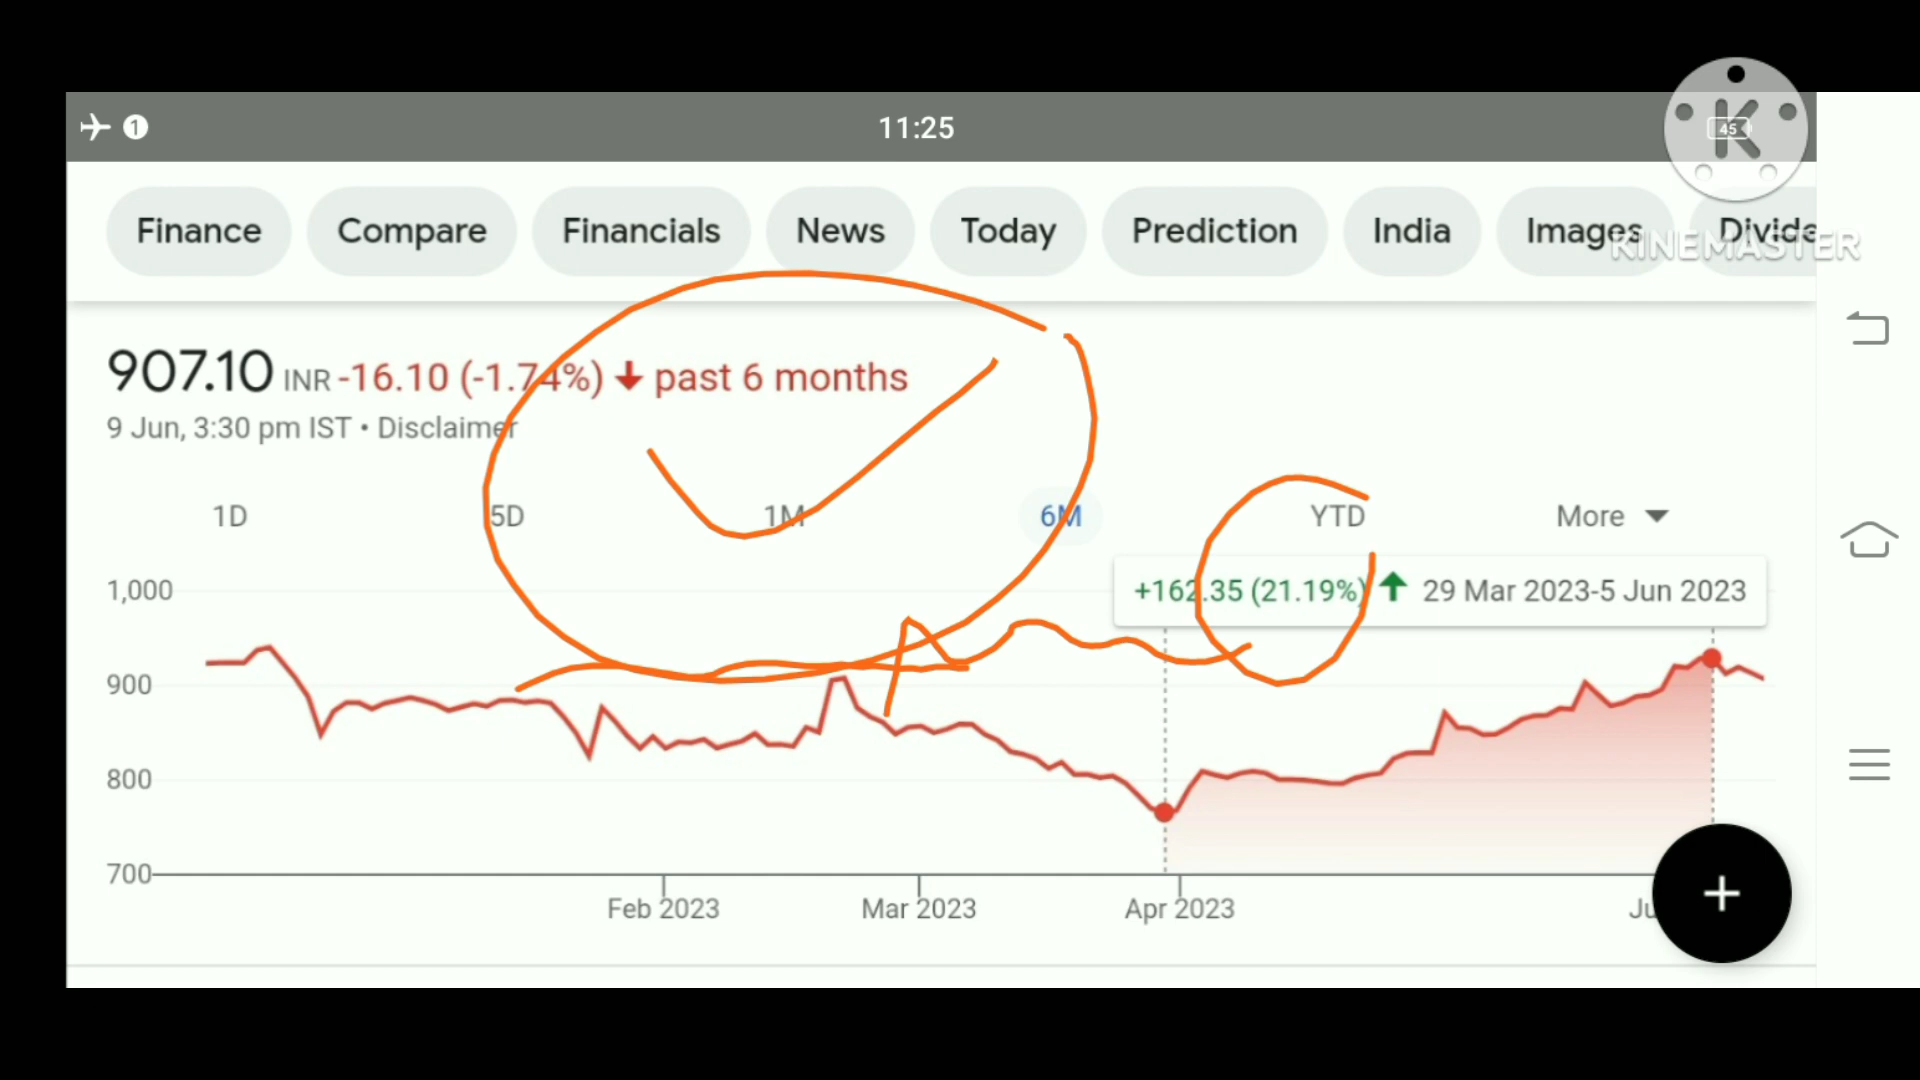 11:25
45
K
Finance Compare Financials News Today Prediction India Images Divide
KINEMASTER
907.10 INR -16.10 (-1.74%) past 6 months
9 Jun, 3:30 pm IST • Disclaimer
1D 5D 1M 6M YTD More
+162.35 (21.19%) 29 Mar 2023-5 Jun 2023
1,000
900
800
700
Feb 2023 Mar 2023 Apr 2023